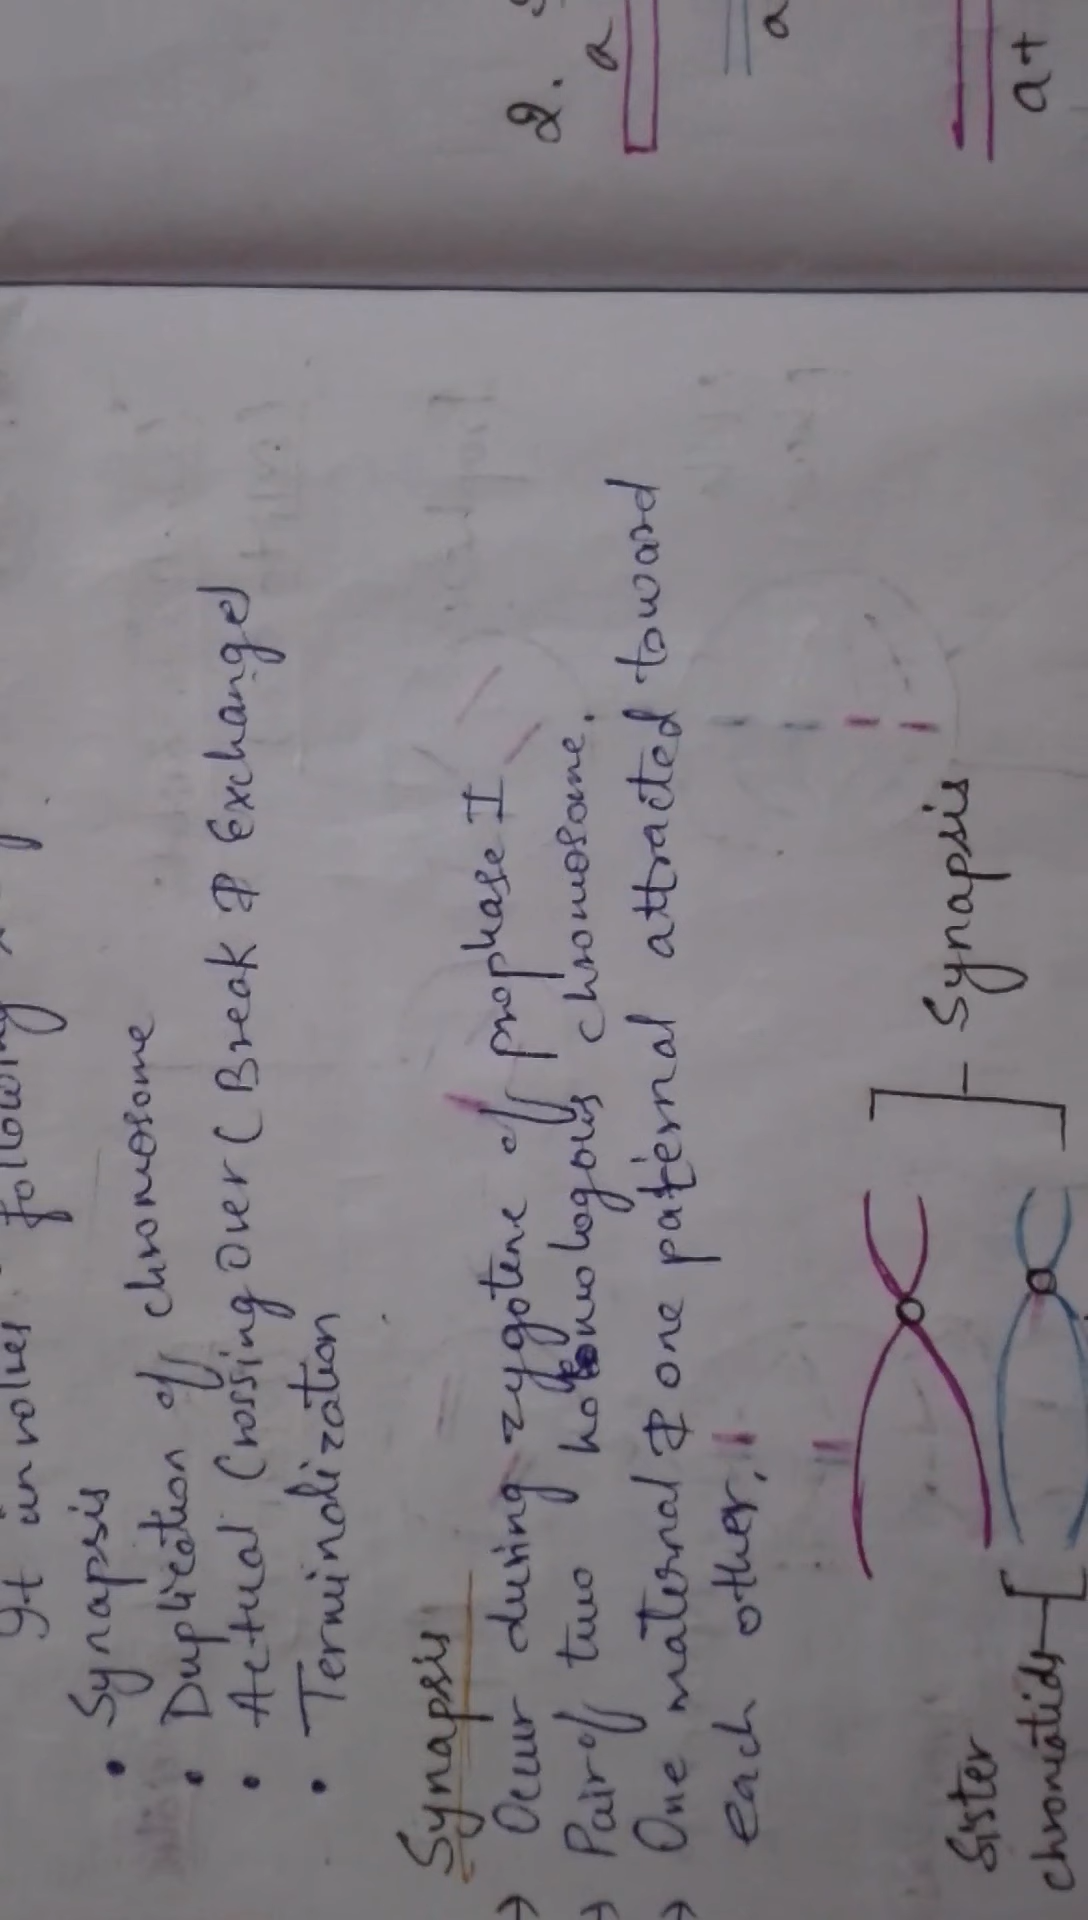 It involves following
• Synapsis
• Duplication of chromosome
• Actual Crossing over ( Break & Exchange
• Terminalization
Synapsis
→ Occur during zygotene of prophase I
→ Pair of two homologous chromosome.
→ One maternal & one paternal attracted toward
each other.
Synapsis
Sister
chromatids
2.
a
a
a+